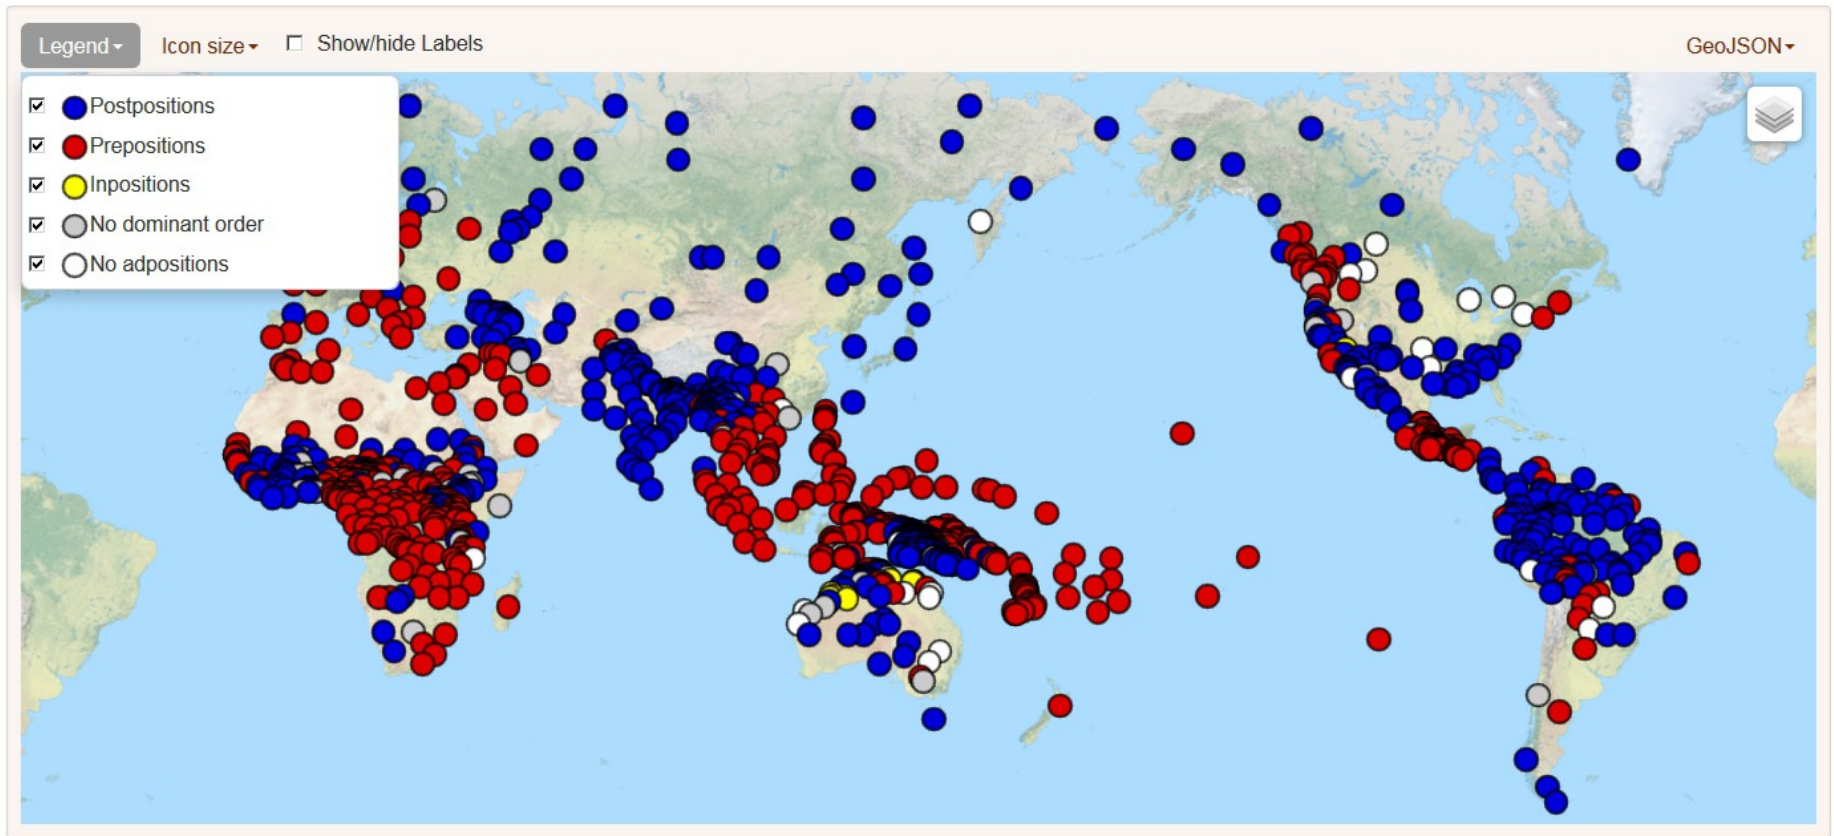 Legend
Icon size
Show/hide Labels
GeoJSON
Postpositions
Prepositions
Inpositions
No dominant order
No adpositions